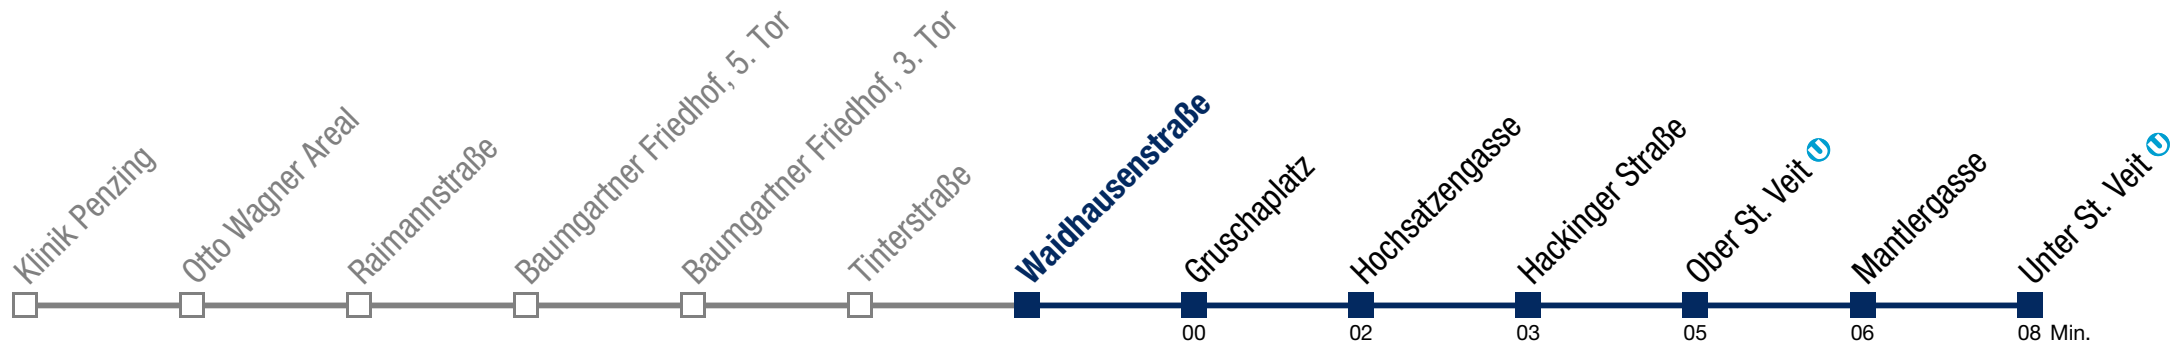 Klinik Penzing
Otto Wagner Areal
Raimannstraße
Baumgartner Friedhof, 5. Tor
Baumgartner Friedhof, 3. Tor
Tinterstraße
Waidhausenstraße
Gruschaplatz
Hochsatzengasse
Hackinger Straße
Ober St. Veit U
Mantlergasse
Unter St. Veit U
00 02 03 05 06 08 Min.